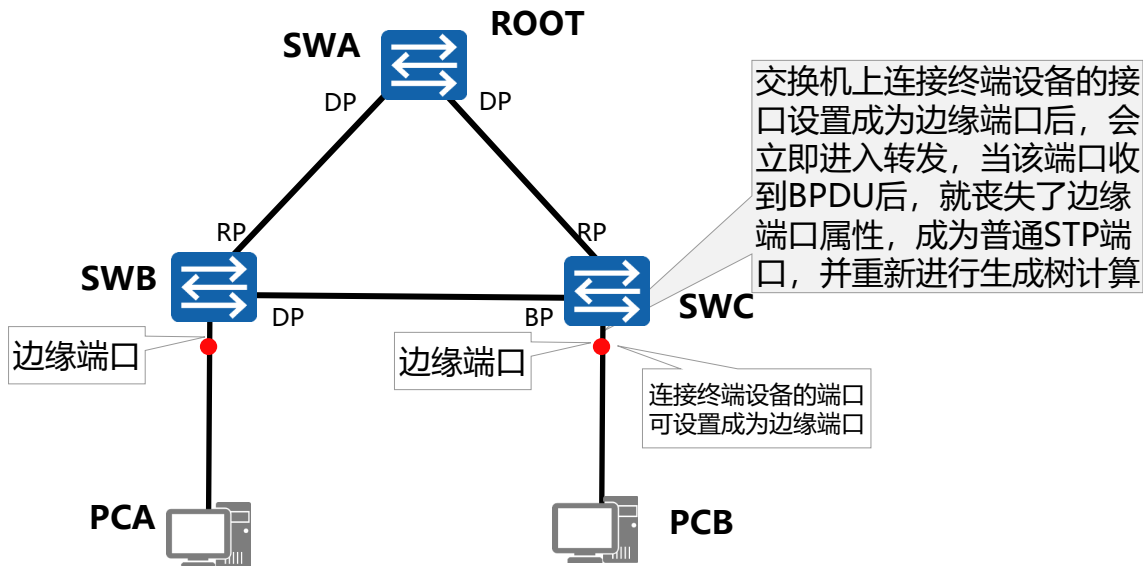 ROOT
SWA
DP
DP
交换机上连接终端设备的接
口设置成为边缘端口后，会
立即进入转发，当该端口收
到BPDU后，就丧失了边缘
端口属性，成为普通STP端
口，并重新进行生成树计算
RP
RP
SWB
SWC
DP
BP
边缘端口
边缘端口
连接终端设备的端口
可设置成为边缘端口
PCA
PCB